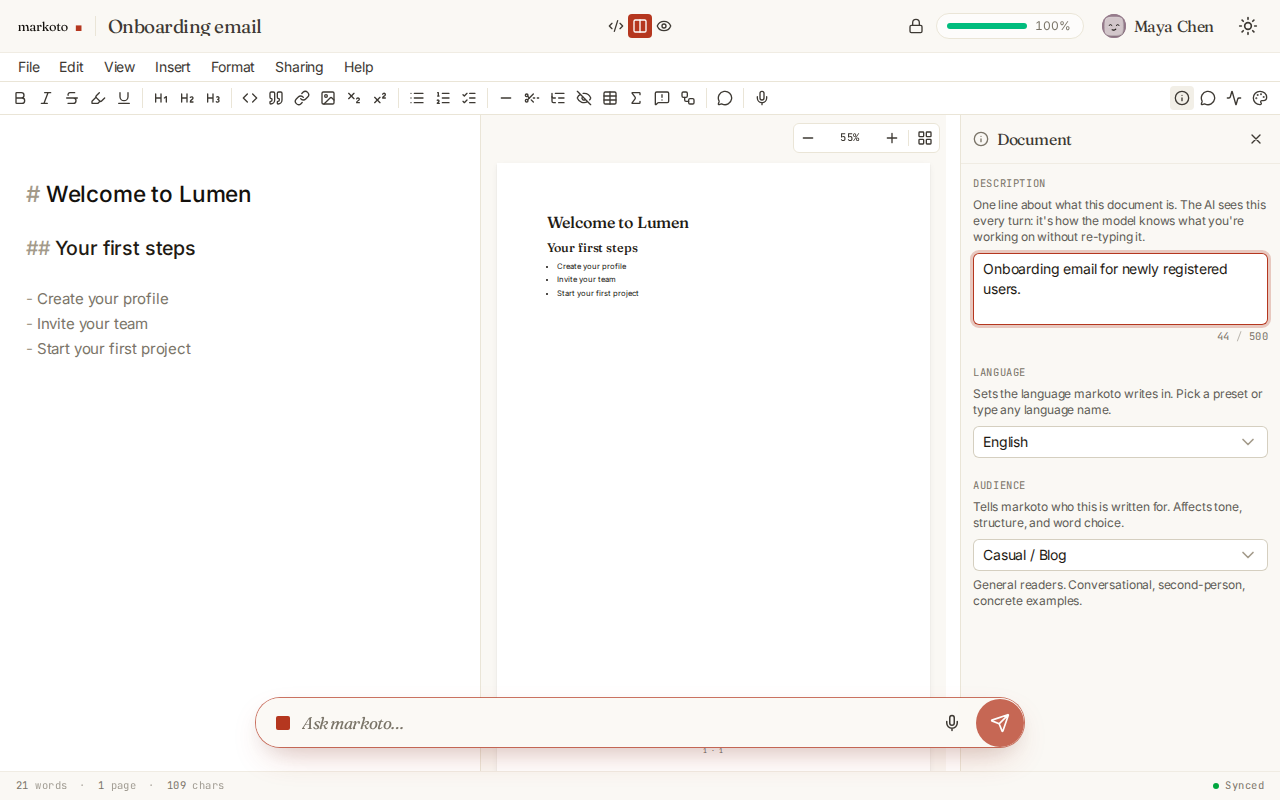 markoto
Onboarding email
100%
Maya Chen
File Edit View Insert Format Sharing Help
H1 H2 H3
55%
# Welcome to Lumen
## Your first steps
- Create your profile
- Invite your team
- Start your first project
Welcome to Lumen
Your first steps
• Create your profile
• Invite your team
• Start your first project
1 · 1
Document
DESCRIPTION
One line about what this document is. The AI sees this
every turn: it's how the model knows what you're
working on without re-typing it.
Onboarding email for newly registered
users.
44 / 500
LANGUAGE
Sets the language markoto writes in. Pick a preset or
type any language name.
English
AUDIENCE
Tells markoto who this is written for. Affects tone,
structure, and word choice.
Casual / Blog
General readers. Conversational, second-person,
concrete examples.
Ask markoto...
21 words · 1 page · 109 chars
Synced